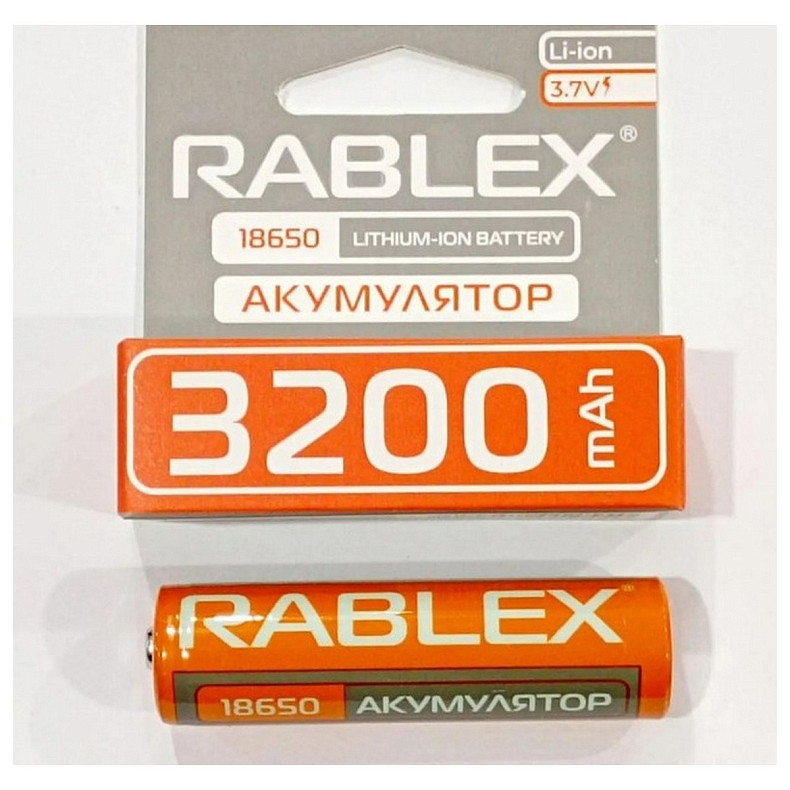 Li-ion
3.7V
RABLEX®
18650 LITHIUM-ION BATTERY
АКУМУЛЯТОР
3200 mAh
RABLEX®
18650 АКУМУЛЯТОР